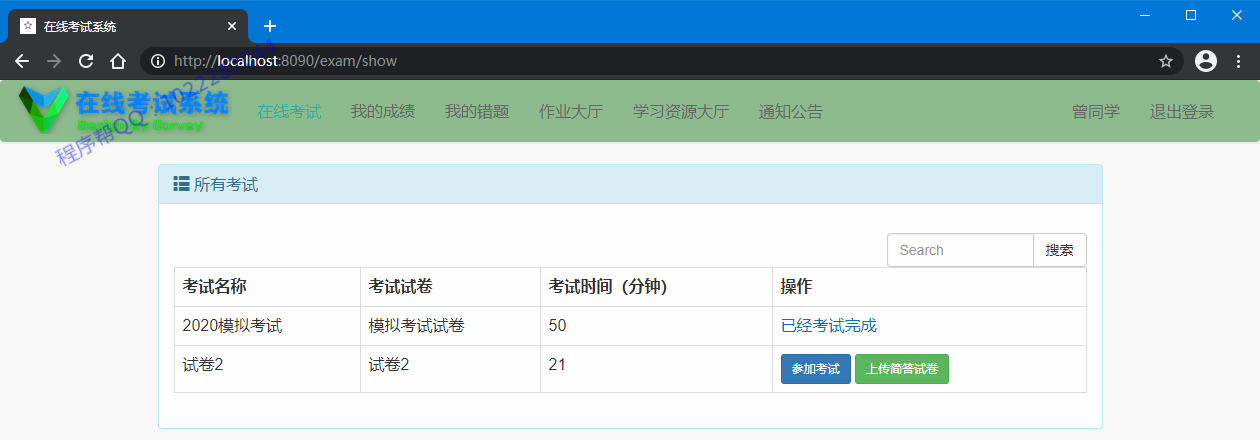 在线考试系统
http://localhost:8090/exam/show
在线考试系统
Design By Convey
在线考试 我的成绩 我的错题 作业大厅 学习资源大厅 通知公告 曾同学 退出登录
程序帮QQ
所有考试
Search 搜索
考试名称 考试试卷 考试时间（分钟） 操作
2020模拟考试 模拟考试试卷 50 已经考试完成
试卷2 试卷2 21 参加考试 上传简答试卷